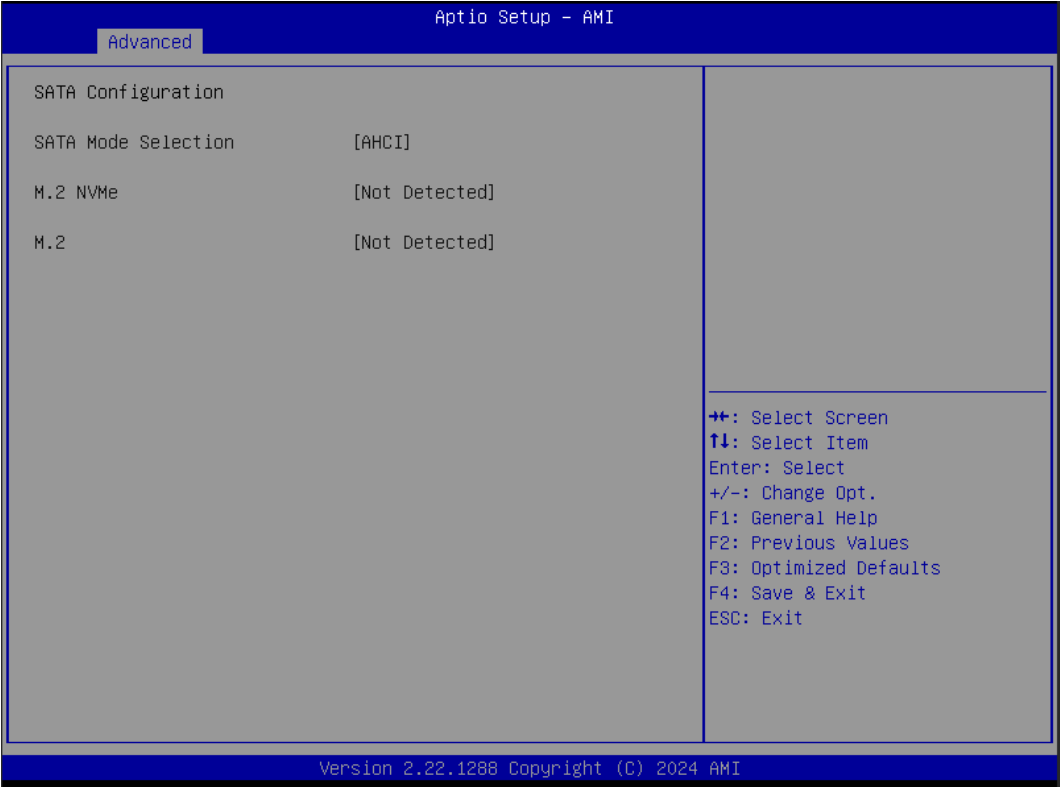 Aptio Setup – AMI
Advanced
SATA Configuration
SATA Mode Selection [AHCI]
M.2 NVMe [Not Detected]
M.2 [Not Detected]
→←: Select Screen
↑↓: Select Item
Enter: Select
+/-: Change Opt.
F1: General Help
F2: Previous Values
F3: Optimized Defaults
F4: Save & Exit
ESC: Exit
Version 2.22.1288 Copyright (C) 2024 AMI